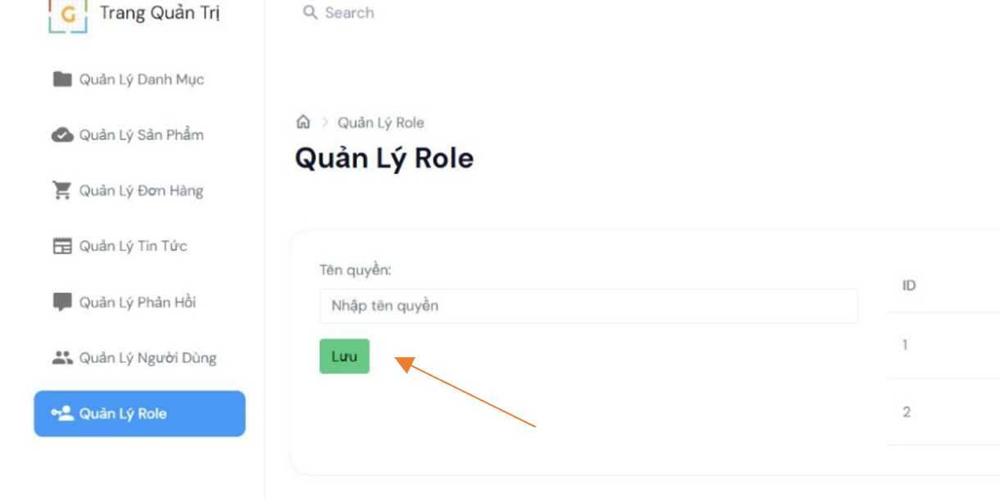 G
Trang Quản Trị
Search
Quản Lý Danh Mục
Quản Lý Sản Phẩm
Quản Lý Đơn Hàng
Quản Lý Tin Tức
Quản Lý Phản Hồi
Quản Lý Người Dùng
Quản Lý Role
Quản Lý Role
Quản Lý Role
Tên quyền:
Nhập tên quyền
Lưu
ID
1
2